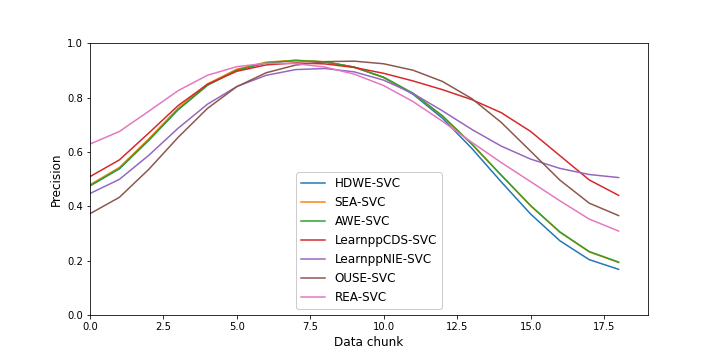 1.0
0.8
0.6
0.4
0.2
0.0
Precision
HDWE-SVC
SEA-SVC
AWE-SVC
LearnppCDS-SVC
LearnppNIE-SVC
OUSE-SVC
REA-SVC
0.0 2.5 5.0 7.5 10.0 12.5 15.0 17.5
Data chunk